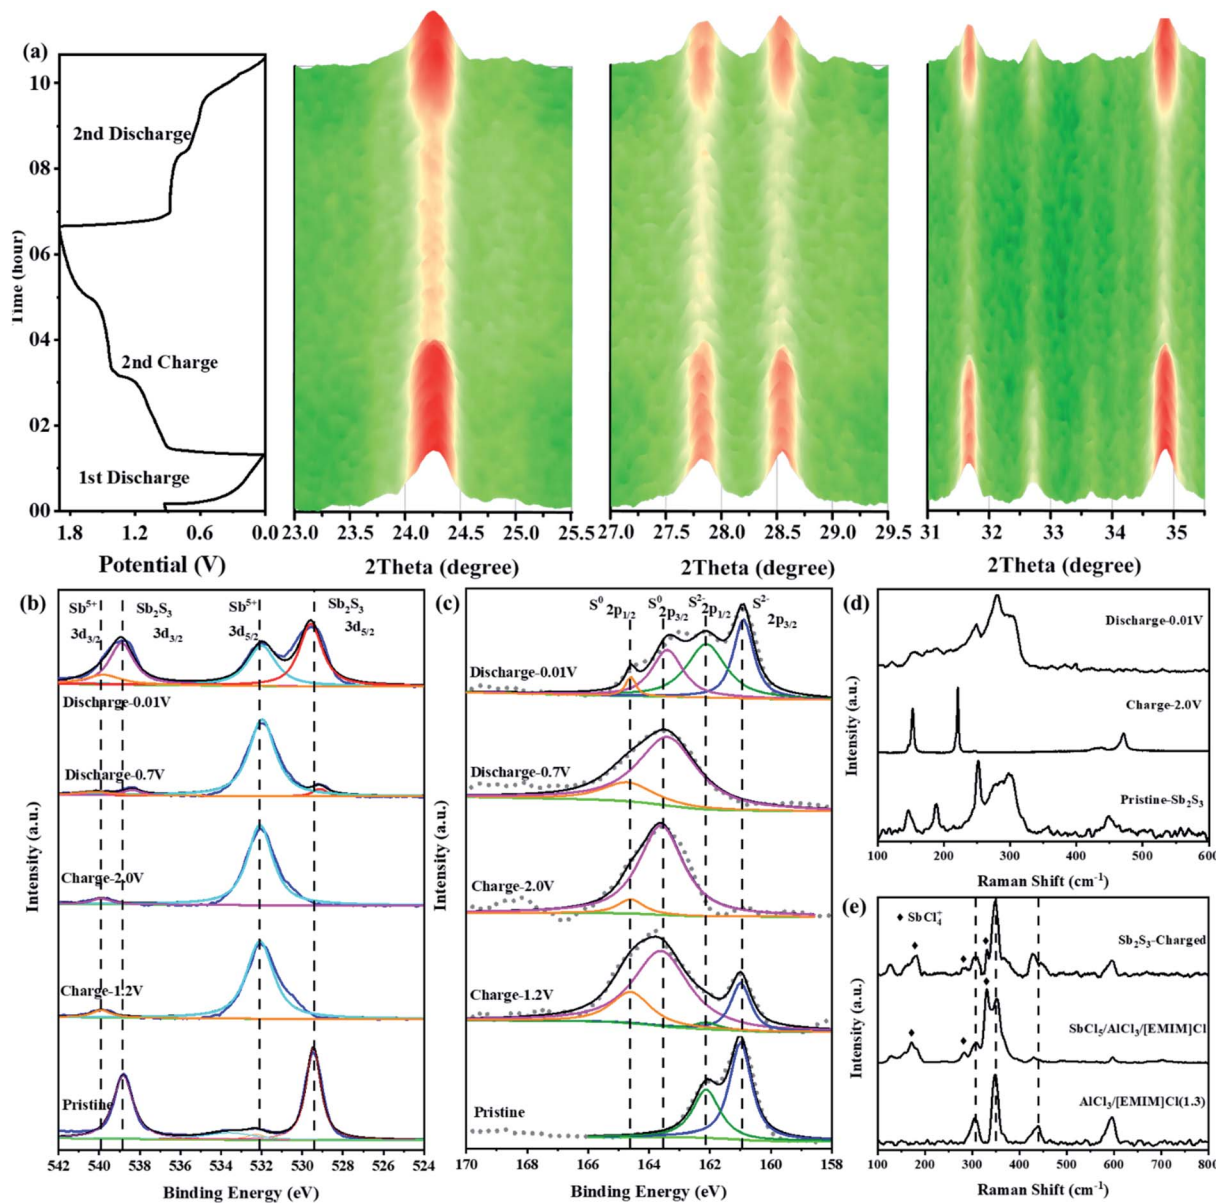 (a)
Time (hour)
10
08
06
04
02
00
2nd Discharge
2nd Charge
1st Discharge
1.8 1.2 0.6 0.0
Potential (V)
23.0 23.5 24.0 24.5 25.0 25.5
2Theta (degree)
27.0 27.5 28.0 28.5 29.0 29.5
2Theta (degree)
31 32 33 34 35
2Theta (degree)
(b)
Sb⁵⁺ 3d₃/₂
Sb₂S₃ 3d₃/₂
Sb⁵⁺ 3d₅/₂
Sb₂S₃ 3d₅/₂
Discharge-0.01V
Discharge-0.7V
Charge-2.0V
Charge-1.2V
Pristine
Intensity (a.u.)
542 540 538 536 534 532 530 528 526 524
Binding Energy (eV)
(c)
S⁰ 2p₁/₂
S⁰ 2p₃/₂
S²⁻ 2p₁/₂
S²⁻ 2p₃/₂
Discharge-0.01V
Discharge-0.7V
Charge-2.0V
Charge-1.2V
Pristine
Intensity (a.u.)
170 168 166 164 162 160 158
Binding Energy (eV)
(d)
Discharge-0.01V
Charge-2.0V
Pristine-Sb₂S₃
Intensity (a.u.)
100 200 300 400 500 600
Raman Shift (cm⁻¹)
(e)
♦ SbCl₄⁺
Sb₂S₃-Charged
SbCl₅/AlCl₃/[EMIM]Cl
AlCl₃/[EMIM]Cl(1.3)
Intensity (a.u.)
100 200 300 400 500 600 700 800
Raman Shift (cm⁻¹)